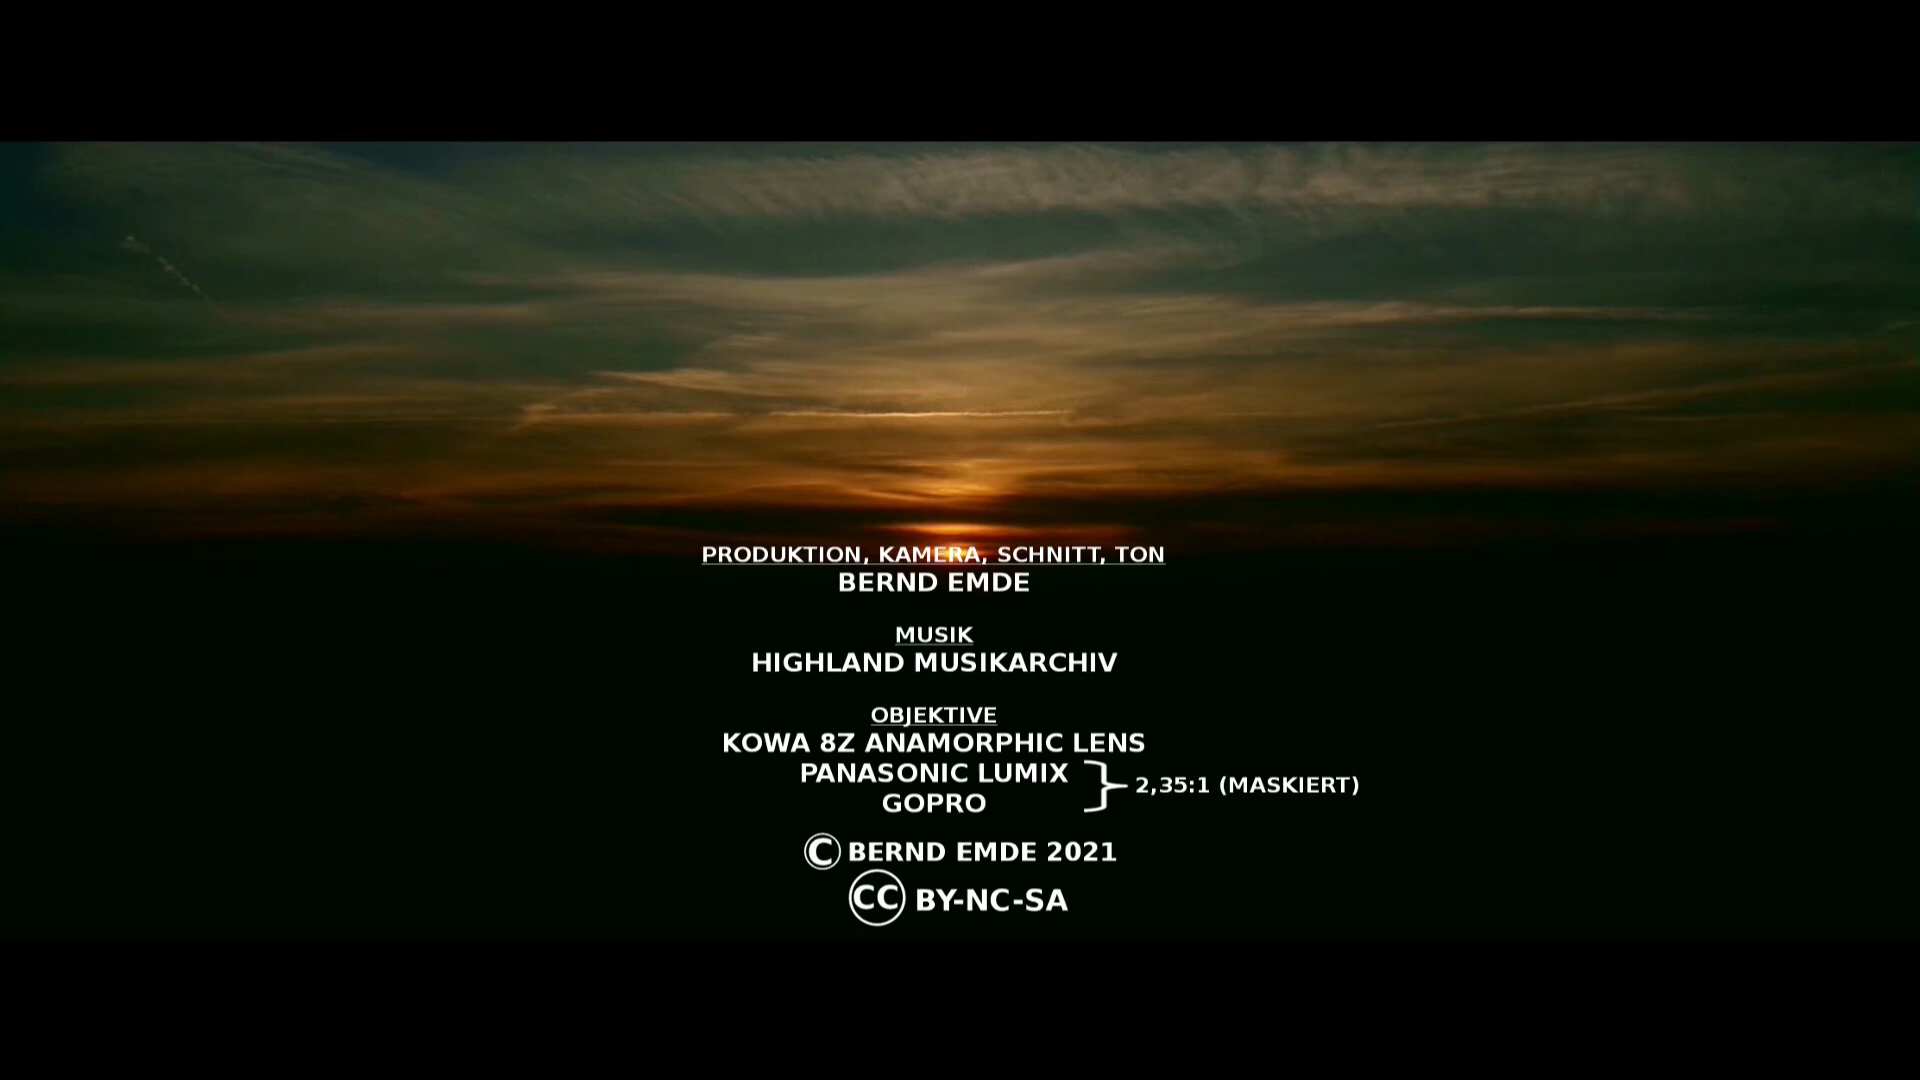 PRODUKTION, KAMERA, SCHNITT, TON
BERND EMDE
MUSIK
HIGHLAND MUSIKARCHIV
OBJEKTIVE
KOWA 8Z ANAMORPHIC LENS
PANASONIC LUMIX
GOPRO
2,35:1 (MASKIERT)
© BERND EMDE 2021
CC BY-NC-SA